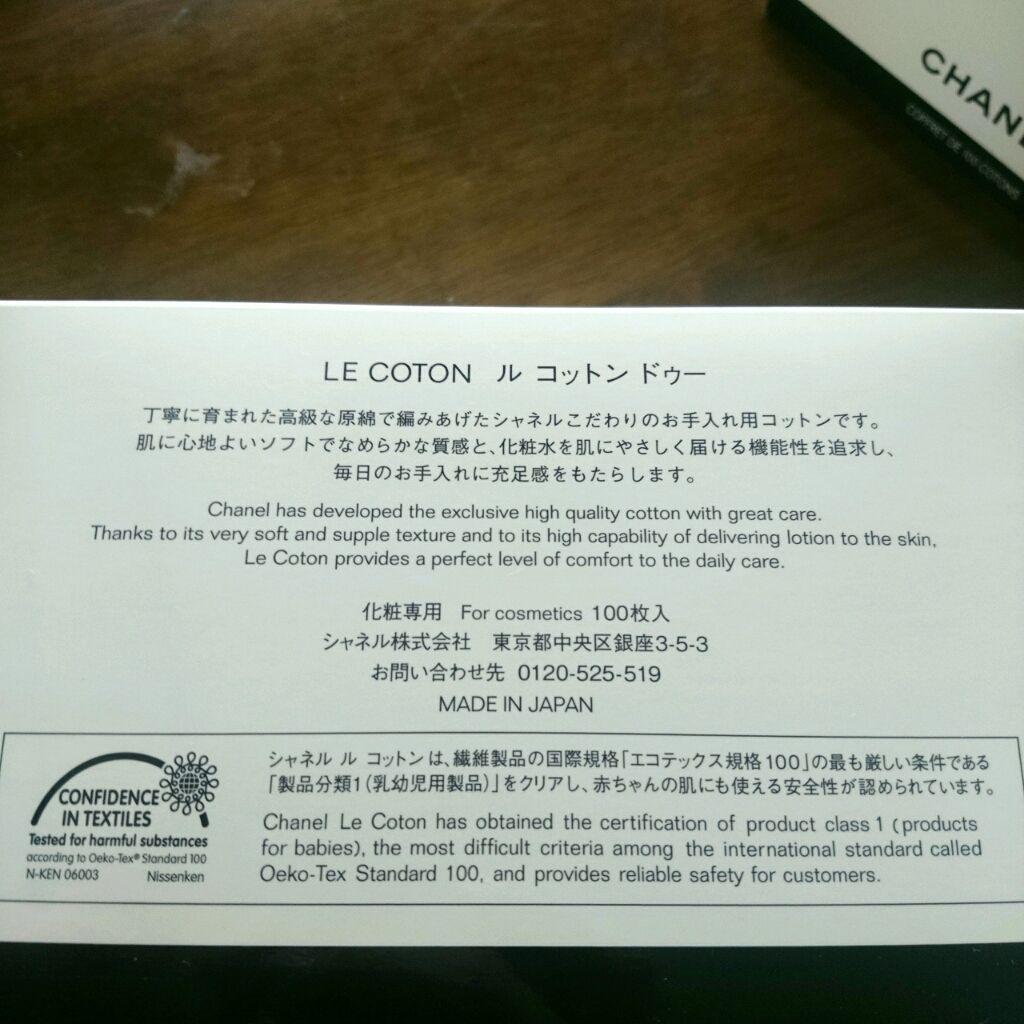 CHANE
COFFRET DE 100 COTONS
LE COTON ル コットン ドゥー
丁寧に育まれた高級な原綿で編みあげたシャネルこだわりのお手入れ用コットンです。
肌に心地よいソフトでなめらかな質感と、化粧水を肌にやさしく届ける機能性を追求し、
毎日のお手入れに充足感をもたらします。
Chanel has developed the exclusive high quality cotton with great care.
Thanks to its very soft and supple texture and to its high capability of delivering lotion to the skin,
Le Coton provides a perfect level of comfort to the daily care.
化粧専用 For cosmetics 100枚入
シャネル株式会社 東京都中央区銀座3-5-3
お問い合わせ先 0120-525-519
MADE IN JAPAN
CONFIDENCE
IN TEXTILES
Tested for harmful substances
according to Oeko-Tex® Standard 100
N-KEN 06003 Nissenken
シャネル ル コットン は、繊維製品の国際規格「エコテックス規格100」の最も厳しい条件である
「製品分類1(乳幼児用製品)」をクリアし、赤ちゃんの肌にも使える安全性が認められています。
Chanel Le Coton has obtained the certification of product class 1 (products
for babies), the most difficult criteria among the international standard called
Oeko-Tex Standard 100, and provides reliable safety for customers.